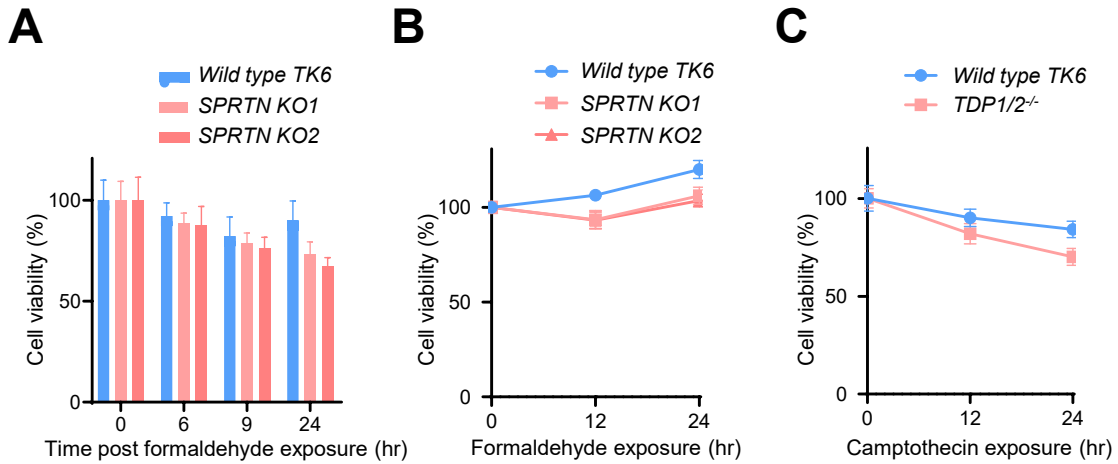 A
Wild type TK6
SPRTN KO1
SPRTN KO2
Cell viability (%)
100
50
0
0 6 9 24
Time post formaldehyde exposure (hr)
B
Wild type TK6
SPRTN KO1
SPRTN KO2
Cell viability (%)
100
50
0
0 12 24
Formaldehyde exposure (hr)
C
Wild type TK6
TDP1/2-/-
Cell viability (%)
100
50
0
0 12 24
Camptothecin exposure (hr)